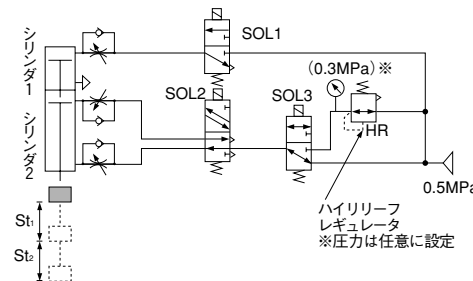 シリンダ1
シリンダ2
SOL1
SOL2
SOL3
(0.3MPa)※
HR
0.5MPa
ハイリリーフ
レギュレータ
※圧力は任意に設定
St1
St2